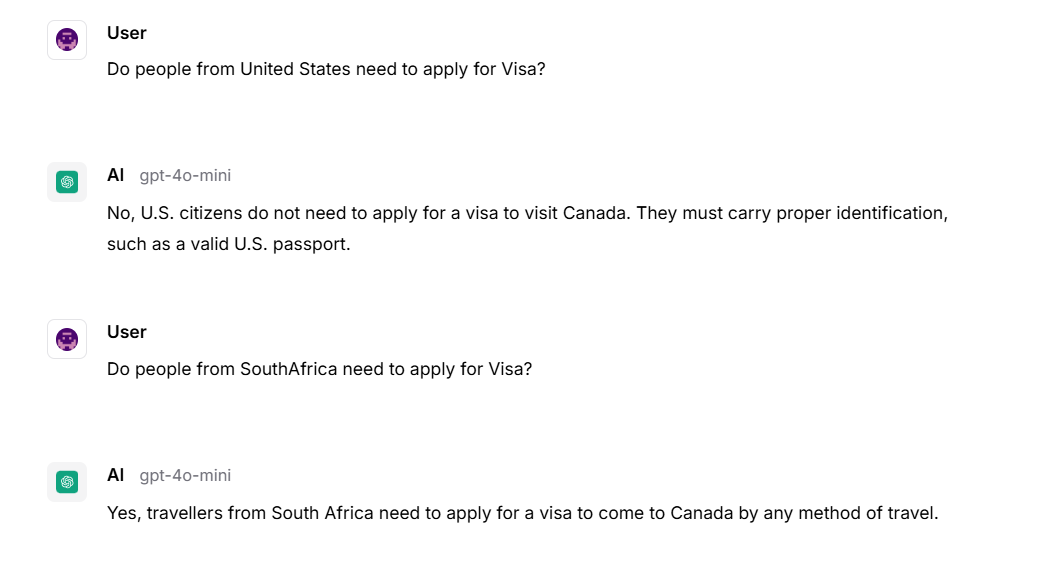 User
Do people from United States need to apply for Visa?
AI gpt-4o-mini
No, U.S. citizens do not need to apply for a visa to visit Canada. They must carry proper identification,
such as a valid U.S. passport.
User
Do people from SouthAfrica need to apply for Visa?
AI gpt-4o-mini
Yes, travellers from South Africa need to apply for a visa to come to Canada by any method of travel.